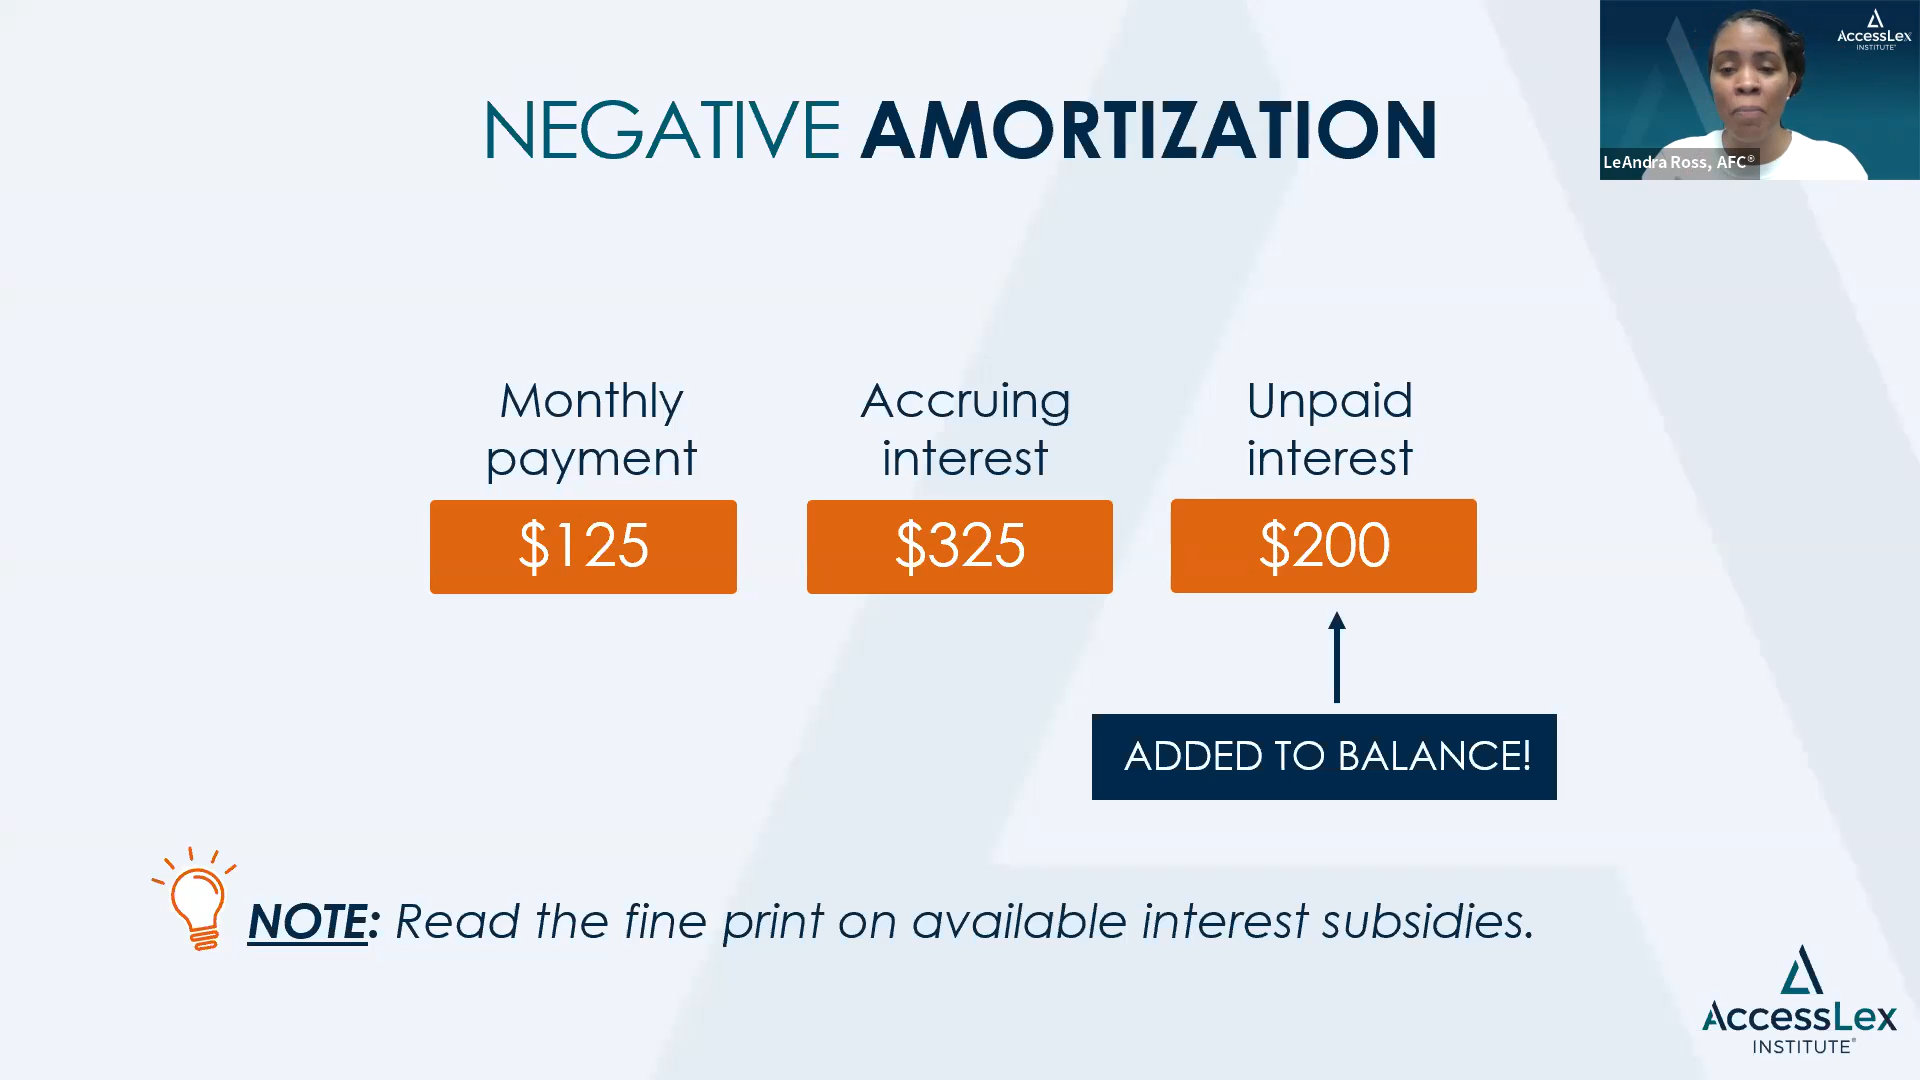 AccessLex
INSTITUTE®
LeAndra Ross, AFC®
NEGATIVE AMORTIZATION
Monthly
payment
$125
Accruing
interest
$325
Unpaid
interest
$200
ADDED TO BALANCE!
NOTE: Read the fine print on available interest subsidies.
AccessLex
INSTITUTE®